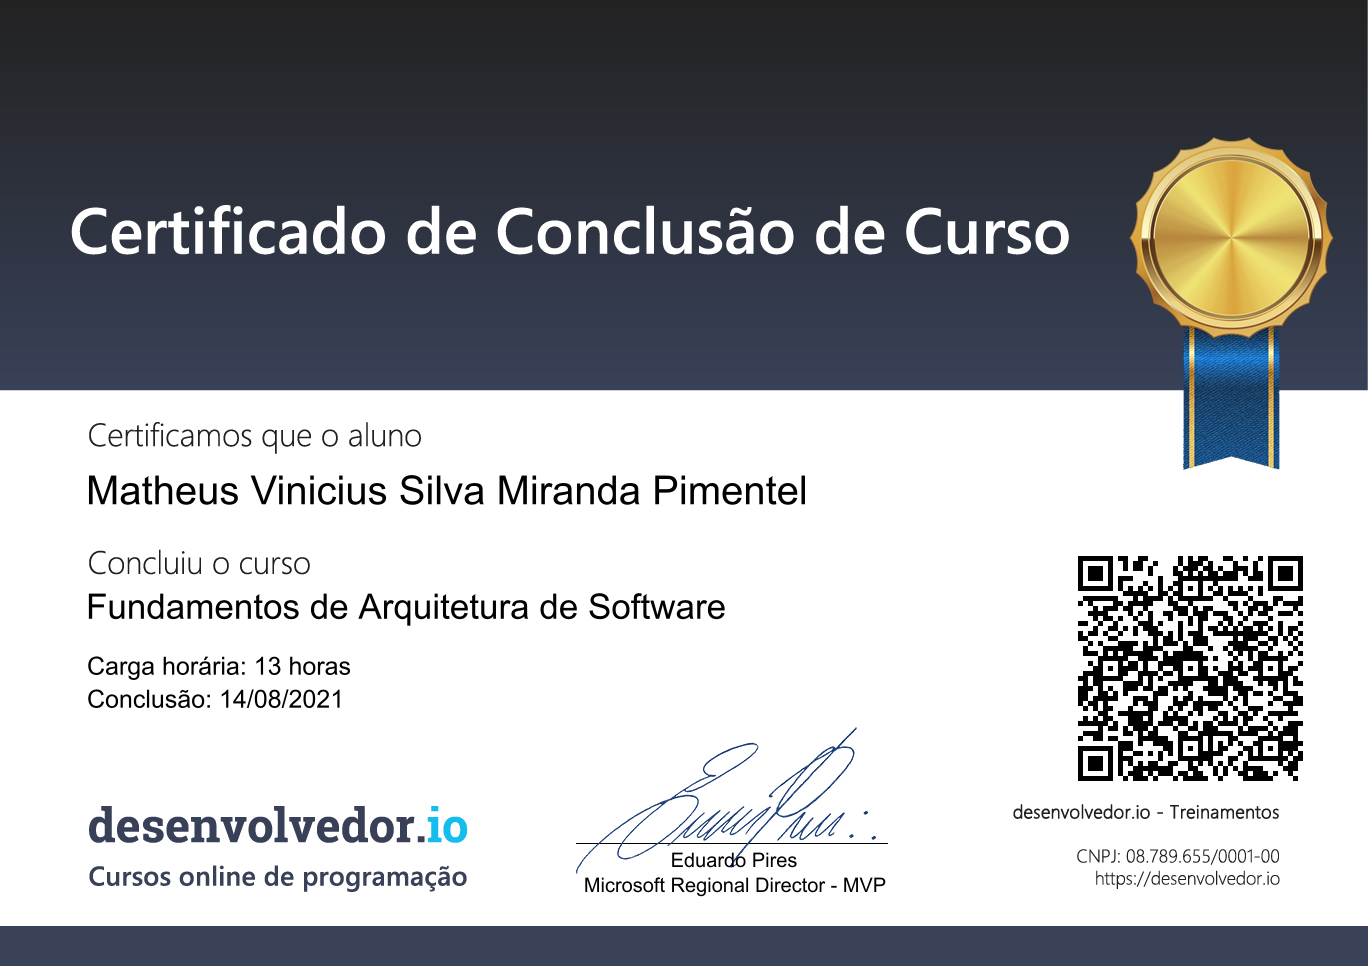 Certificado de Conclusão de Curso
Certificamos que o aluno
Matheus Vinicius Silva Miranda Pimentel
Concluiu o curso
Fundamentos de Arquitetura de Software
Carga horária: 13 horas
Conclusão: 14/08/2021
desenvolvedor.io
Cursos online de programação
Eduardo Pires
Microsoft Regional Director - MVP
desenvolvedor.io - Treinamentos
CNPJ: 08.789.655/0001-00
https://desenvolvedor.io